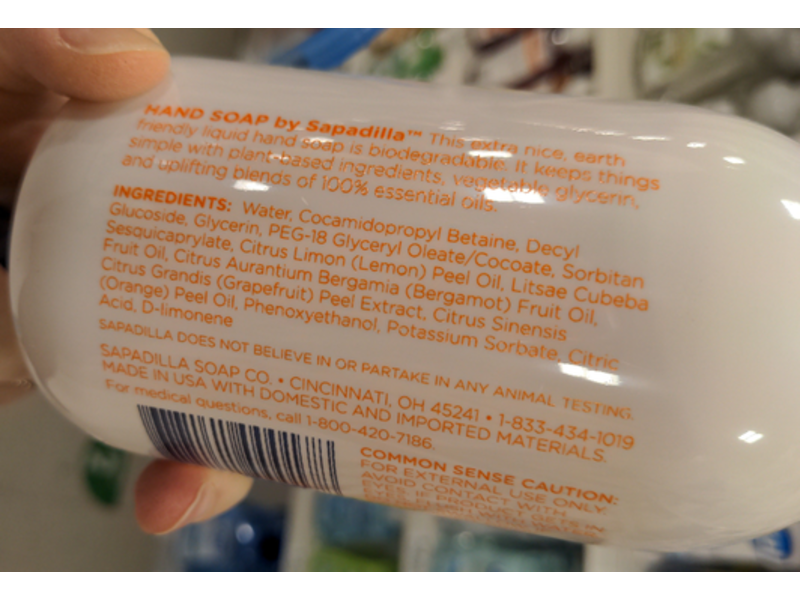 HAND SOAP by Sapadilla™ This extra nice, earth
friendly liquid hand soap is biodegradable. It keeps things
simple with plant-based ingredients, vegetable glycerin,
and uplifting blends of 100% essential oils.
INGREDIENTS: Water, Cocamidopropyl Betaine, Decyl
Glucoside, Glycerin, PEG-18 Glyceryl Oleate/Cocoate, Sorbitan
Sesquicaprylate, Citrus Limon (Lemon) Peel Oil, Litsae Cubeba
Fruit Oil, Citrus Aurantium Bergamia (Bergamot) Fruit Oil,
Citrus Grandis (Grapefruit) Peel Extract, Citrus Sinensis
(Orange) Peel Oil, Phenoxyethanol, Potassium Sorbate, Citric
Acid, D-limonene
SAPADILLA DOES NOT BELIEVE IN OR PARTAKE IN ANY ANIMAL TESTING.
SAPADILLA SOAP CO. • CINCINNATI, OH 45241 • 1-833-434-1019
MADE IN USA WITH DOMESTIC AND IMPORTED MATERIALS.
For medical questions, call 1-800-420-7186.
COMMON SENSE CAUTION:
FOR EXTERNAL USE ONLY.
AVOID CONTACT WITH
EYES. IF PRODUCT GETS IN